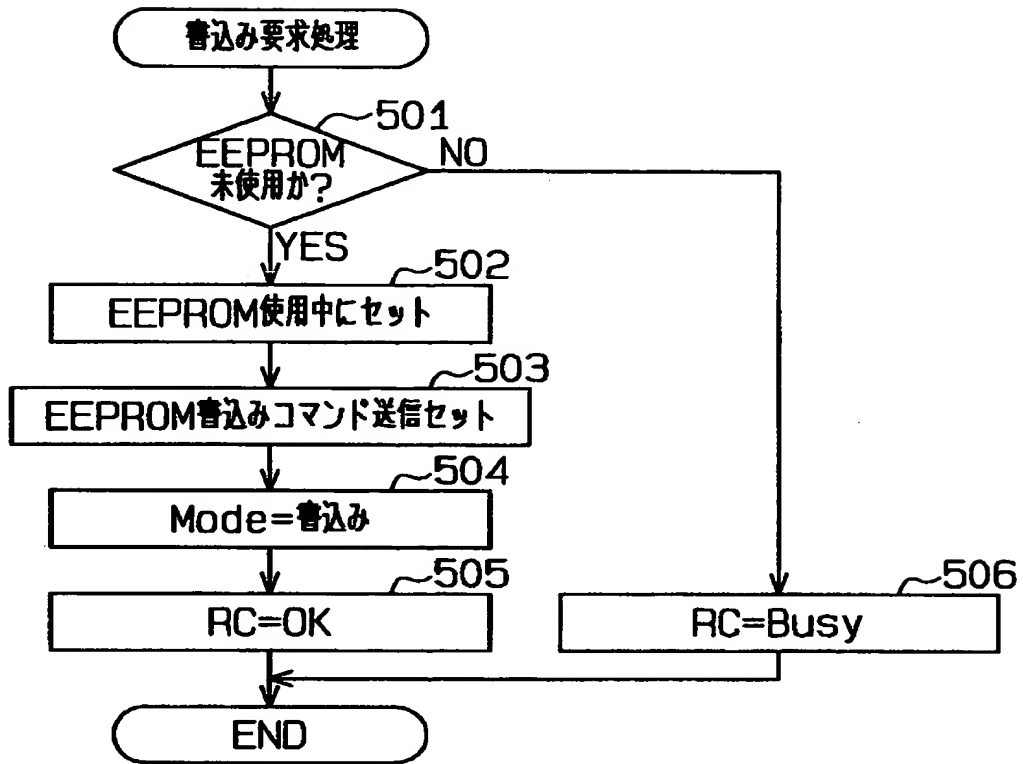 書込み要求処理
501
EEPROM
未使用か?
NO
YES
502
EEPROM使用中にセット
503
EEPROM書込みコマンド送信セット
504
Mode=書込み
505
RC=OK
506
RC=Busy
END